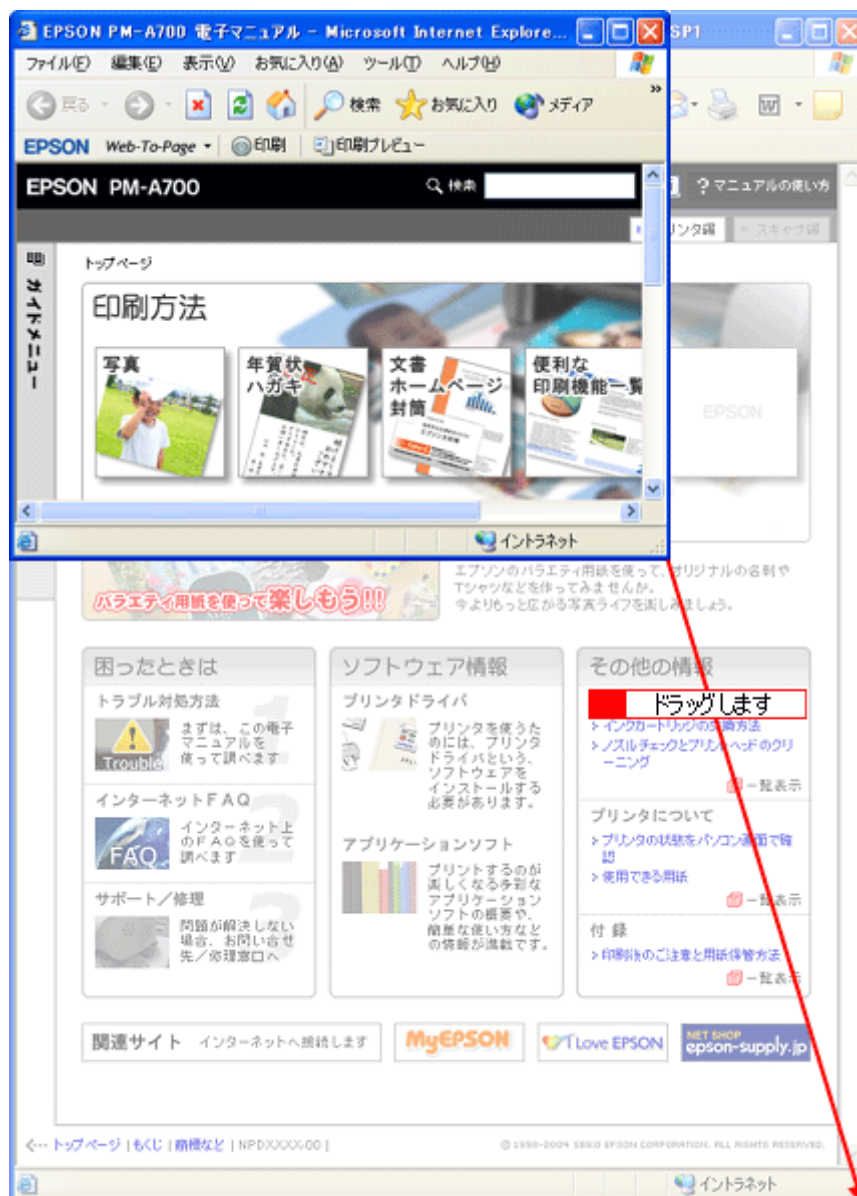 EPSON PM-A700 電子マニュアル - Microsoft Internet Explore...
SP1
ファイル(F) 編集(E) 表示(V) お気に入り(A) ツール(T) ヘルプ(H)
戻る 検索 お気に入り メディア
EPSON Web-To-Page 印刷 印刷プレビュー
EPSON PM-A700 検索
? マニュアルの使い方
リンタ編 スキャナ編
ガイドメニュー
トップページ
印刷方法
写真
年賀状
ハガキ
文書
ホームページ
封筒
便利な
印刷機能一覧
EPSON
イントラネット
バラエティ用紙を使って楽しもう!!
エプソンのバラエティ用紙を使って、オリジナルの名刺や
Tシャツなどを作ってみませんか。
今よりもっと広がる写真ライフを楽しみましょう。
困ったときは
トラブル対処方法
Trouble
まずは、この電子
マニュアルを
使って調べます
インターネットFAQ
FAQ
インターネット上
のFAQを使って
調べます
サポート／修理
問題が解決しない
場合、お問い合せ
先／修理窓口へ
ソフトウェア情報
プリンタドライバ
プリンタを使うた
めには、プリンタ
ドライバという、
ソフトウェアを
インストールする
必要があります。
アプリケーションソフト
プリントするのが
楽しくなる多彩な
アプリケーション
ソフトの概要や、
簡単な使い方など
の情報が満載です。
その他の情報
ドラッグします
> インクカートリッジの交換方法
> ノズルチェックとプリントヘッドのクリ
ーニング
一覧表示
プリンタについて
> プリンタの状態をパソコン画面で確
認
> 使用できる用紙
一覧表示
付 録
> 印刷後のご注意と用紙保管方法
一覧表示
関連サイト インターネットへ接続します
MyEPSON
I Love EPSON
NET SHOP
epson-supply.jp
トップページ | もくじ | 商標など | NPDXXXX-00 |
© 1998-2004 SEIKO EPSON CORPORATION. ALL RIGHTS RESERVED.
イントラネット